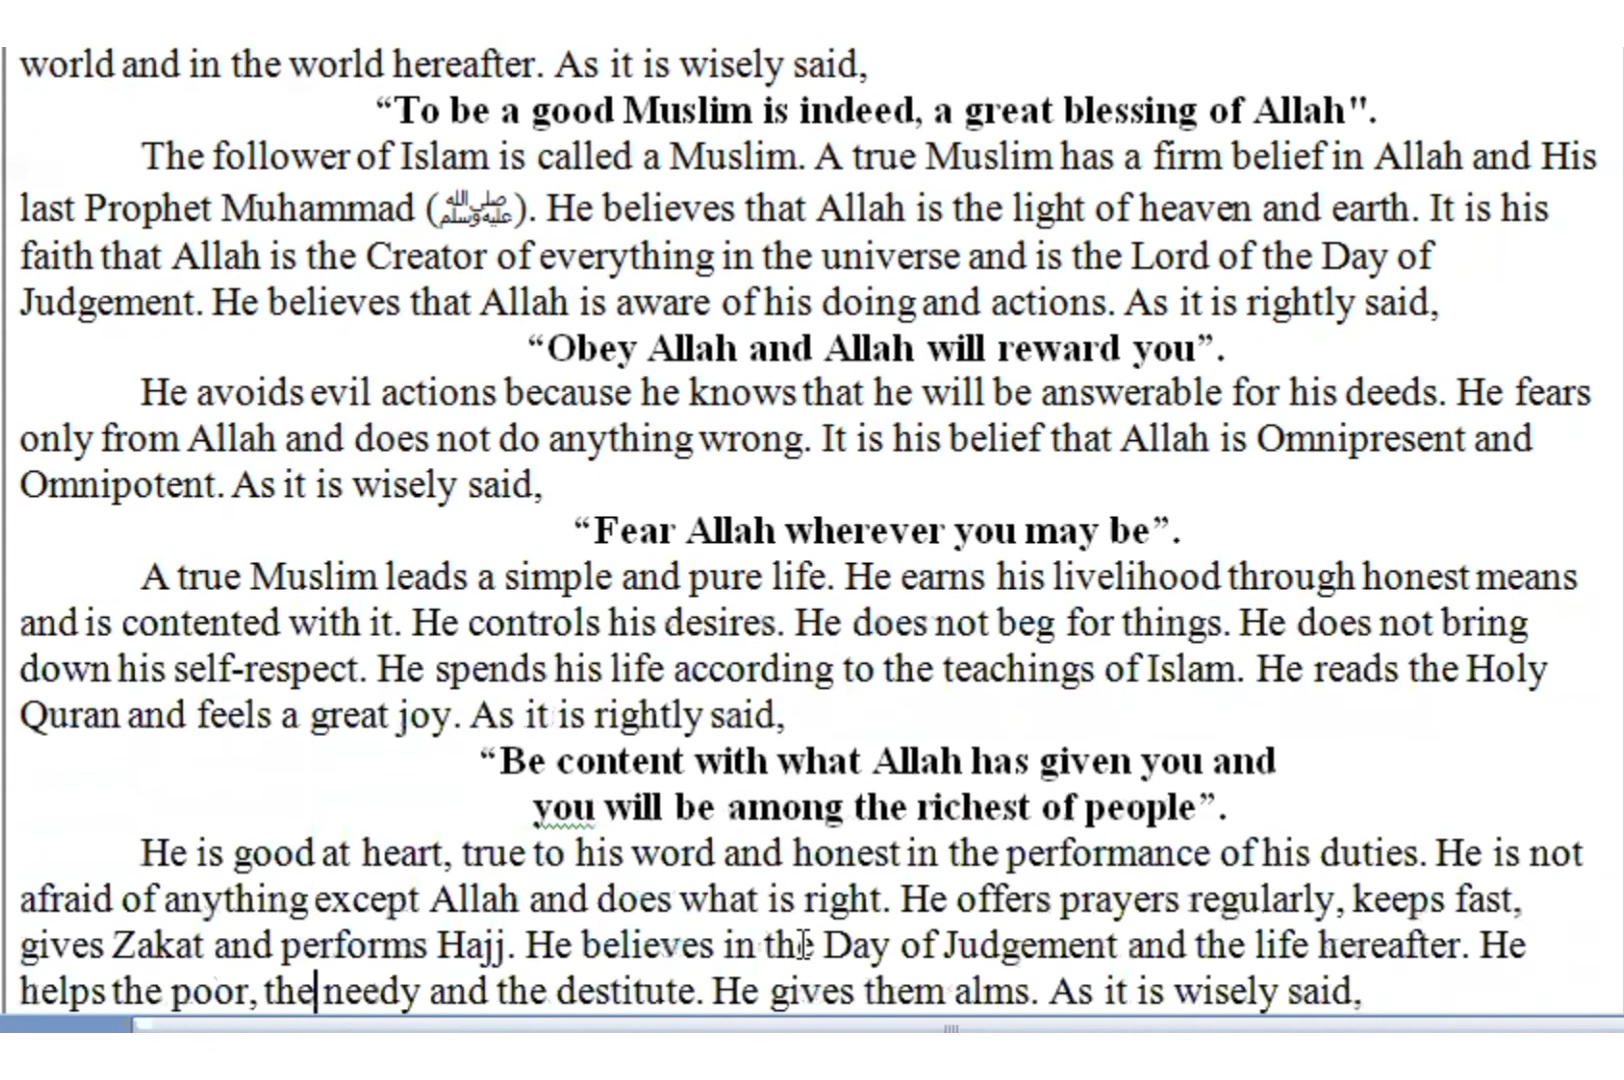 world and in the world hereafter. As it is wisely said,
“To be a good Muslim is indeed, a great blessing of Allah".
The follower of Islam is called a Muslim. A true Muslim has a firm belief in Allah and His
last Prophet Muhammad (ﷺ). He believes that Allah is the light of heaven and earth. It is his
faith that Allah is the Creator of everything in the universe and is the Lord of the Day of
Judgement. He believes that Allah is aware of his doing and actions. As it is rightly said,
“Obey Allah and Allah will reward you”.
He avoids evil actions because he knows that he will be answerable for his deeds. He fears
only from Allah and does not do anything wrong. It is his belief that Allah is Omnipresent and
Omnipotent. As it is wisely said,
“Fear Allah wherever you may be”.
A true Muslim leads a simple and pure life. He earns his livelihood through honest means
and is contented with it. He controls his desires. He does not beg for things. He does not bring
down his self-respect. He spends his life according to the teachings of Islam. He reads the Holy
Quran and feels a great joy. As it is rightly said,
“Be content with what Allah has given you and
you will be among the richest of people”.
He is good at heart, true to his word and honest in the performance of his duties. He is not
afraid of anything except Allah and does what is right. He offers prayers regularly, keeps fast,
gives Zakat and performs Hajj. He believes in the Day of Judgement and the life hereafter. He
helps the poor, the needy and the destitute. He gives them alms. As it is wisely said,